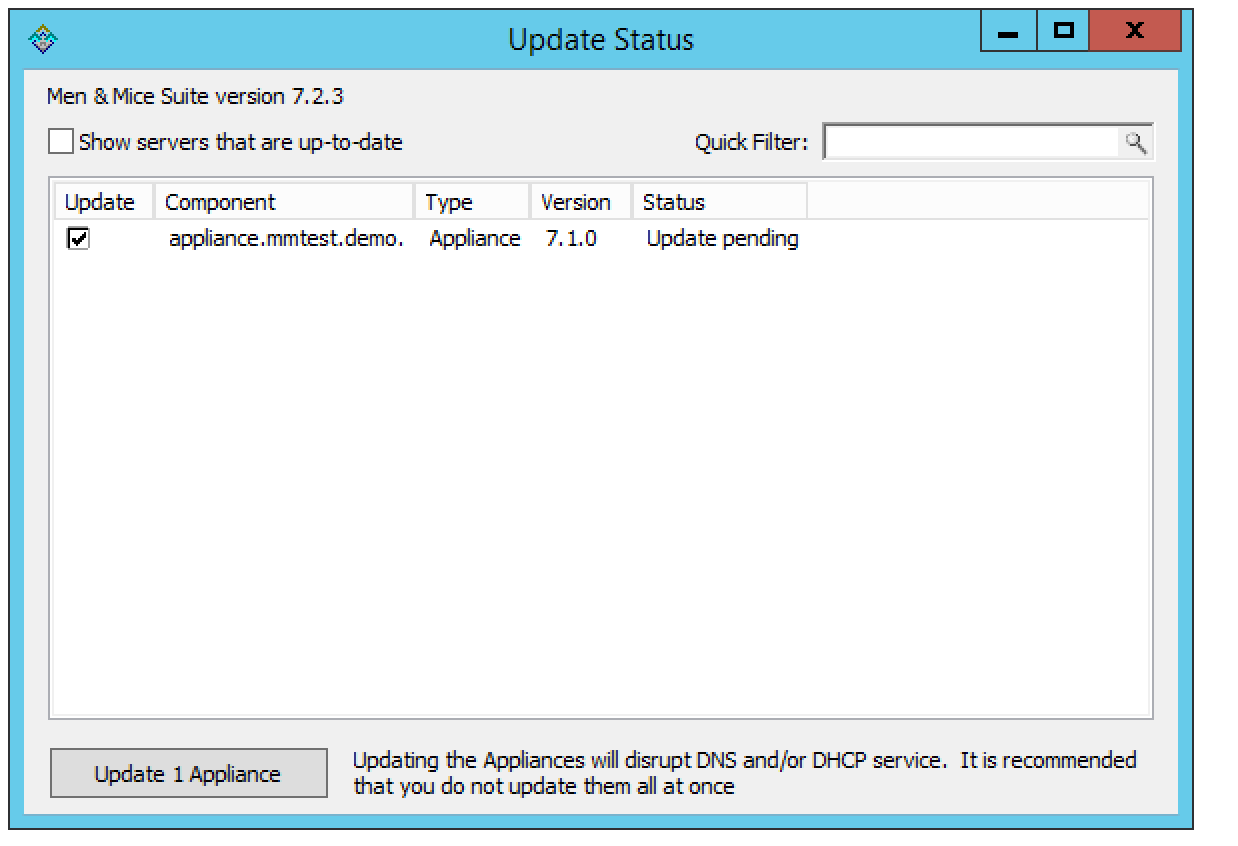 Update Status
Men & Mice Suite version 7.2.3
Show servers that are up-to-date Quick Filter:
Update Component Type Version Status
appliance.mmtest.demo. Appliance 7.1.0 Update pending
Update 1 Appliance
Updating the Appliances will disrupt DNS and/or DHCP service. It is recommended
that you do not update them all at once